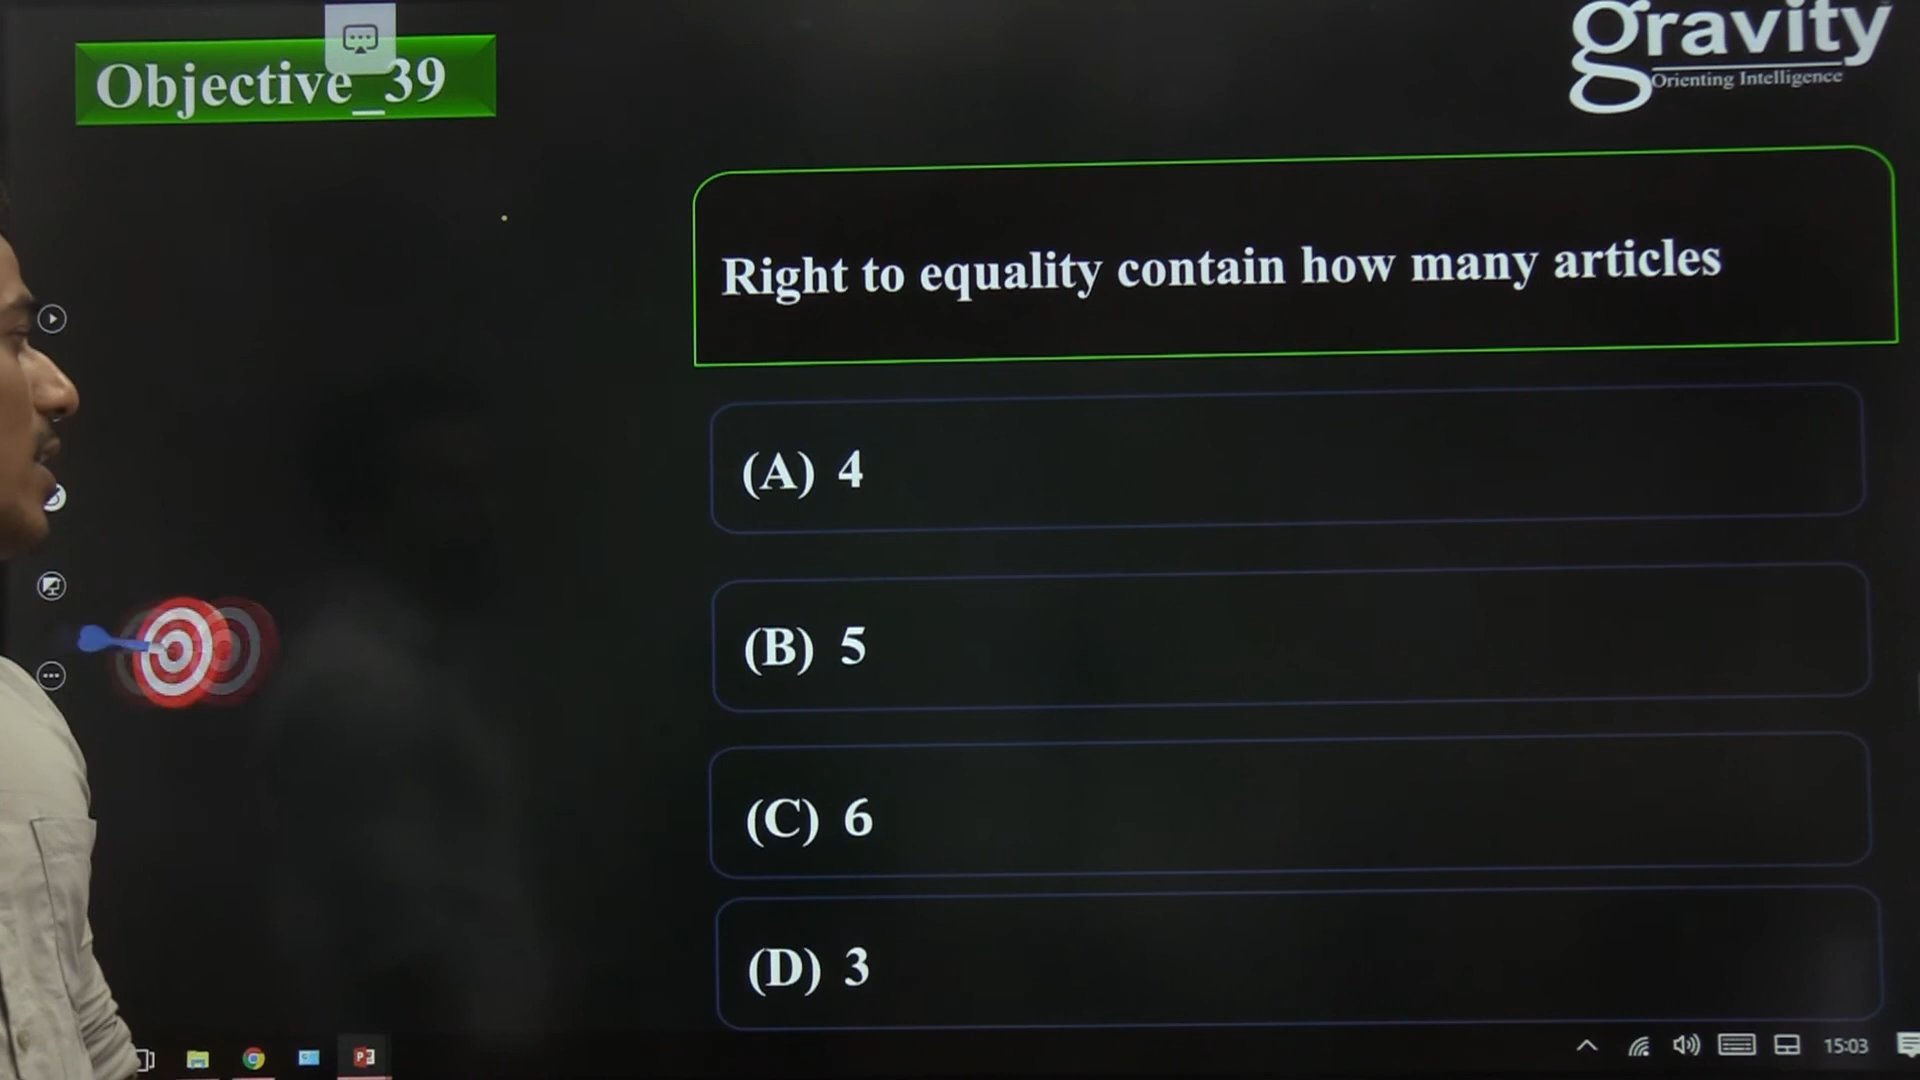 Objective_39
gravity
Orienting Intelligence
Right to equality contain how many articles
(A) 4
(B) 5
(C) 6
(D) 3
15:03